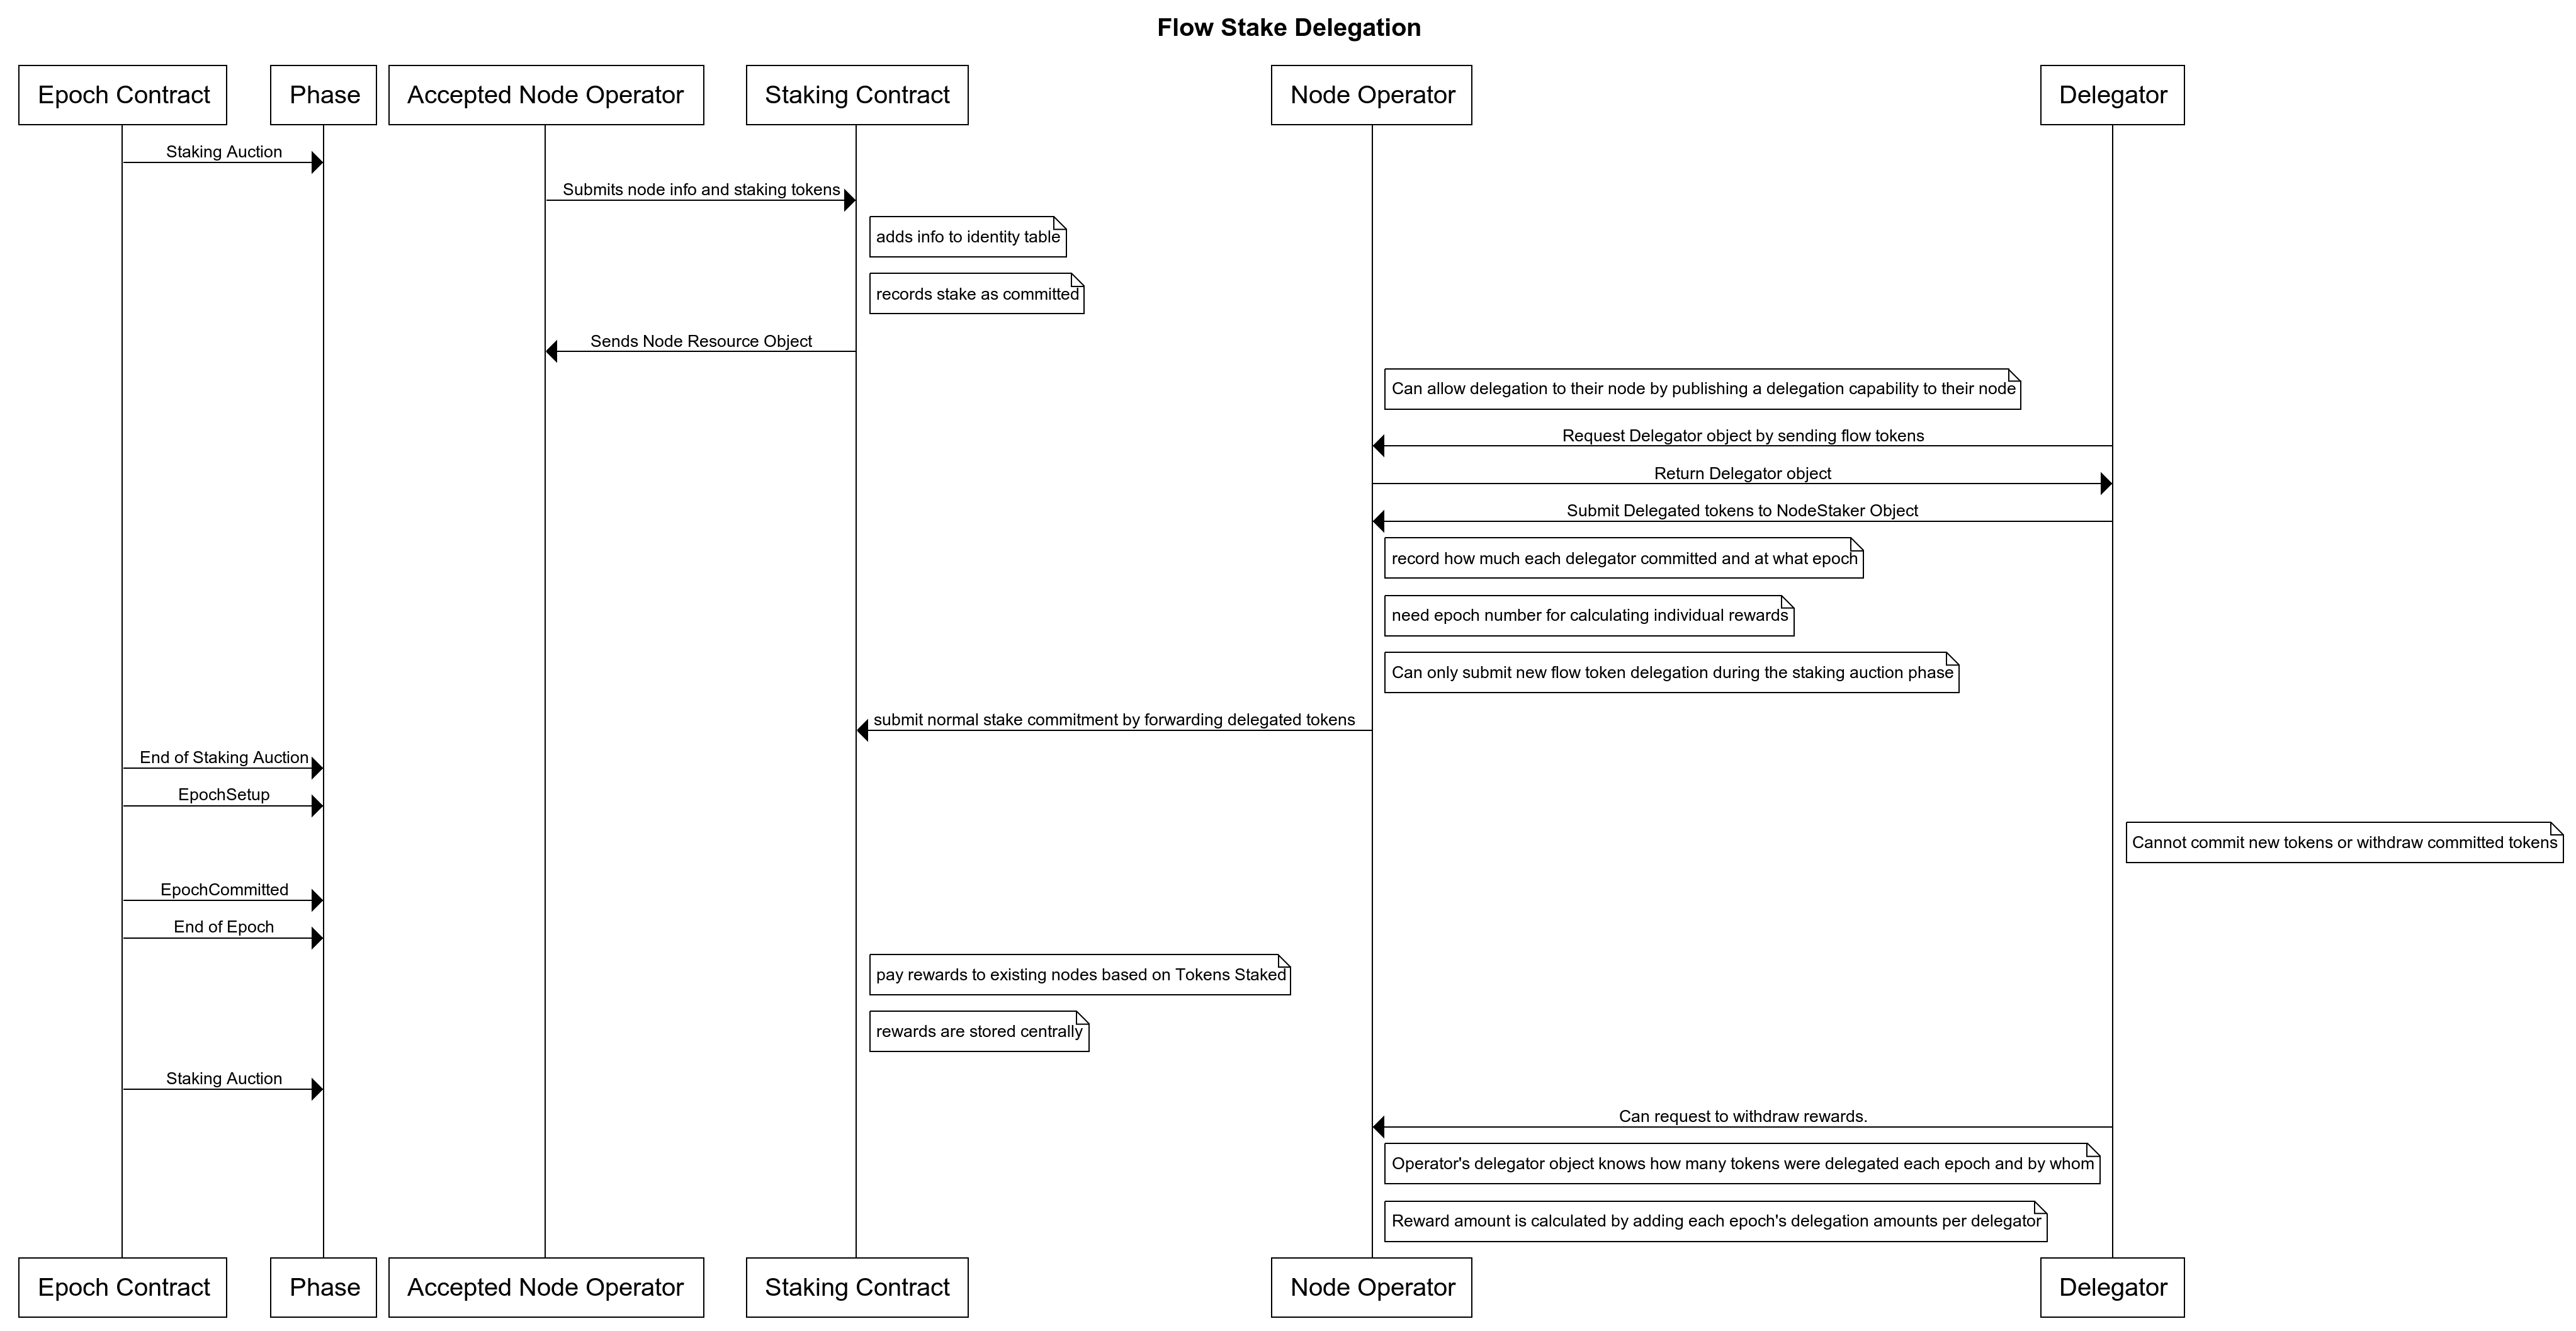 Flow Stake Delegation
Epoch Contract
Phase
Accepted Node Operator
Staking Contract
Node Operator
Delegator
Staking Auction
Submits node info and staking tokens
adds info to identity table
records stake as committed
Sends Node Resource Object
Can allow delegation to their node by publishing a delegation capability to their node
Request Delegator object by sending flow tokens
Return Delegator object
Submit Delegated tokens to NodeStaker Object
record how much each delegator committed and at what epoch
need epoch number for calculating individual rewards
Can only submit new flow token delegation during the staking auction phase
submit normal stake commitment by forwarding delegated tokens
End of Staking Auction
EpochSetup
Cannot commit new tokens or withdraw committed tokens
EpochCommitted
End of Epoch
pay rewards to existing nodes based on Tokens Staked
rewards are stored centrally
Staking Auction
Can request to withdraw rewards.
Operator's delegator object knows how many tokens were delegated each epoch and by whom
Reward amount is calculated by adding each epoch's delegation amounts per delegator
Epoch Contract
Phase
Accepted Node Operator
Staking Contract
Node Operator
Delegator